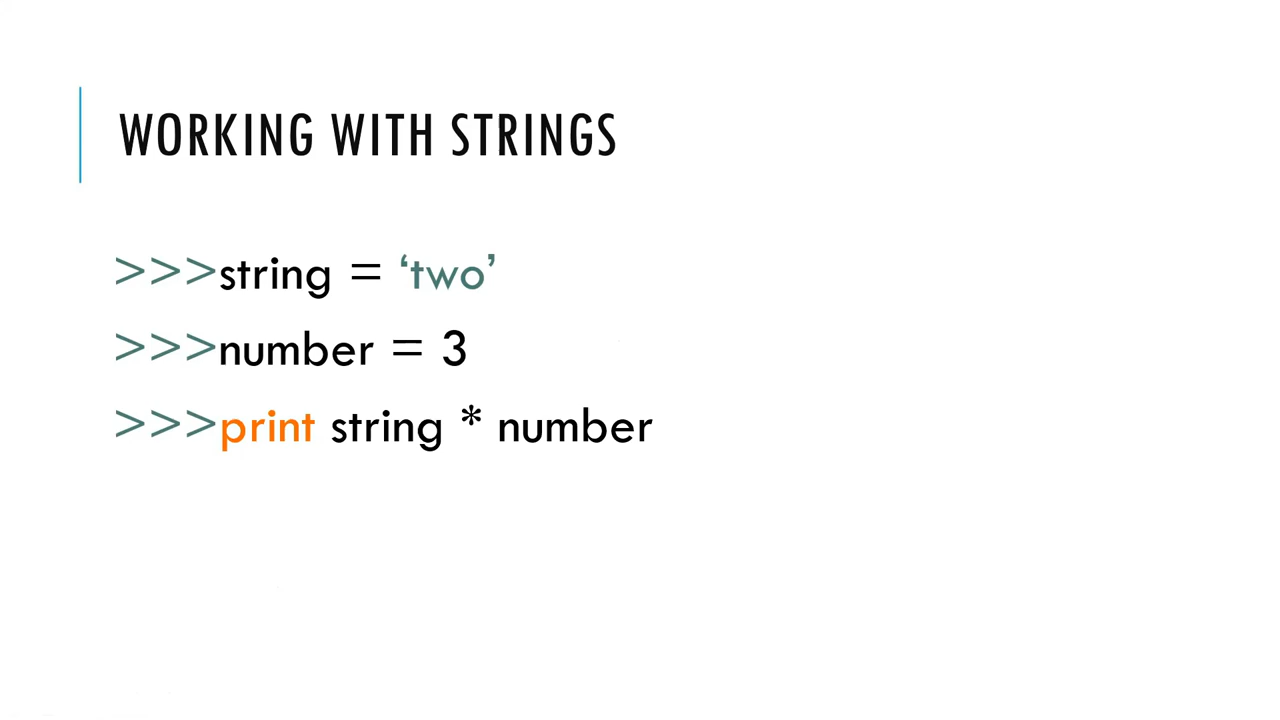 WORKING WITH STRINGS
>>>string = ‘two’
>>>number = 3
>>>print string * number